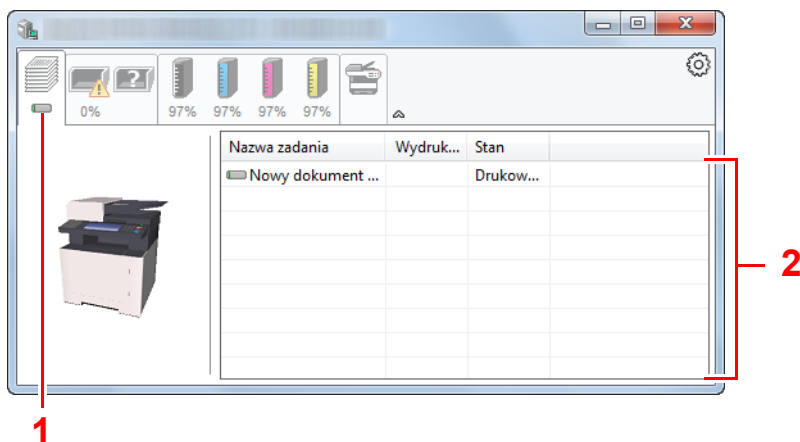 ?
0% 97% 97% 97% 97%
Nazwa zadania Wydruk... Stan
Nowy dokument ... Drukow...
2
1